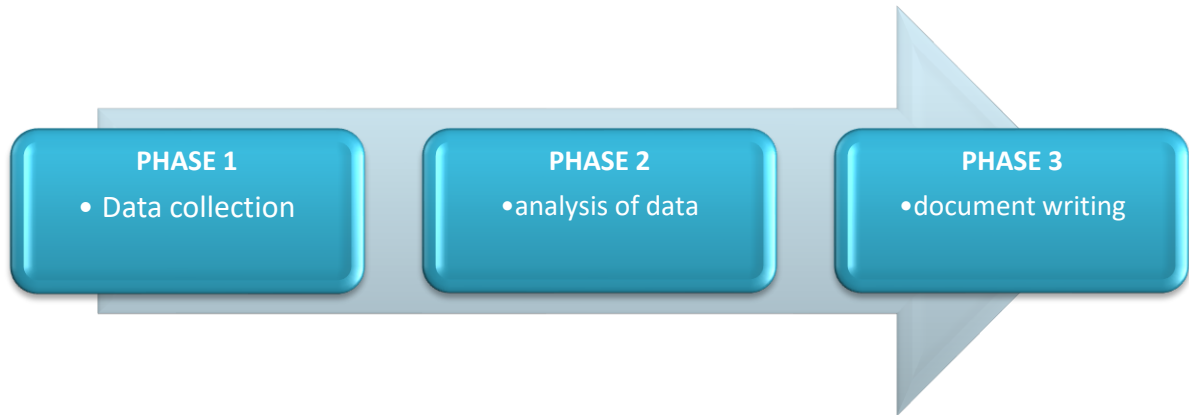 PHASE 1
• Data collection
PHASE 2
•analysis of data
PHASE 3
•document writing